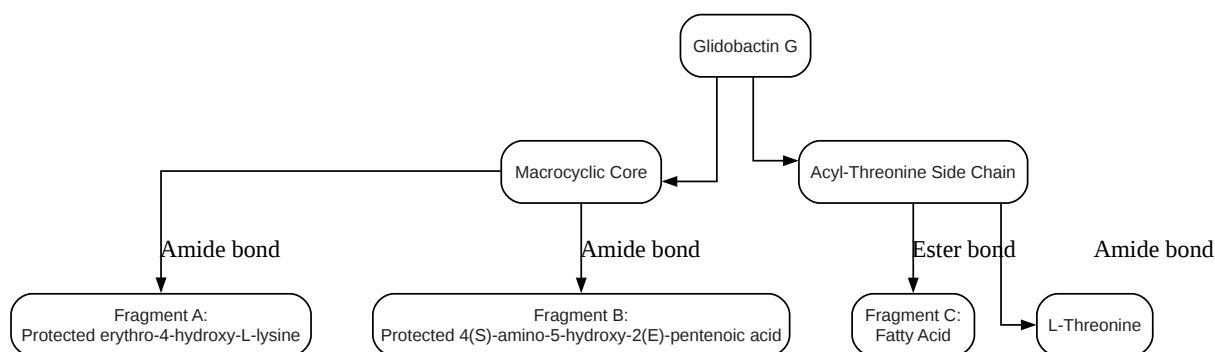 Glidobactin G
Macrocyclic Core
Acyl-Threonine Side Chain
Amide bond
Amide bond
Ester bond
Amide bond
Fragment A:
Protected erythro-4-hydroxy-L-lysine
Fragment B:
Protected 4(S)-amino-5-hydroxy-2(E)-pentenoic acid
Fragment C:
Fatty Acid
L-Threonine